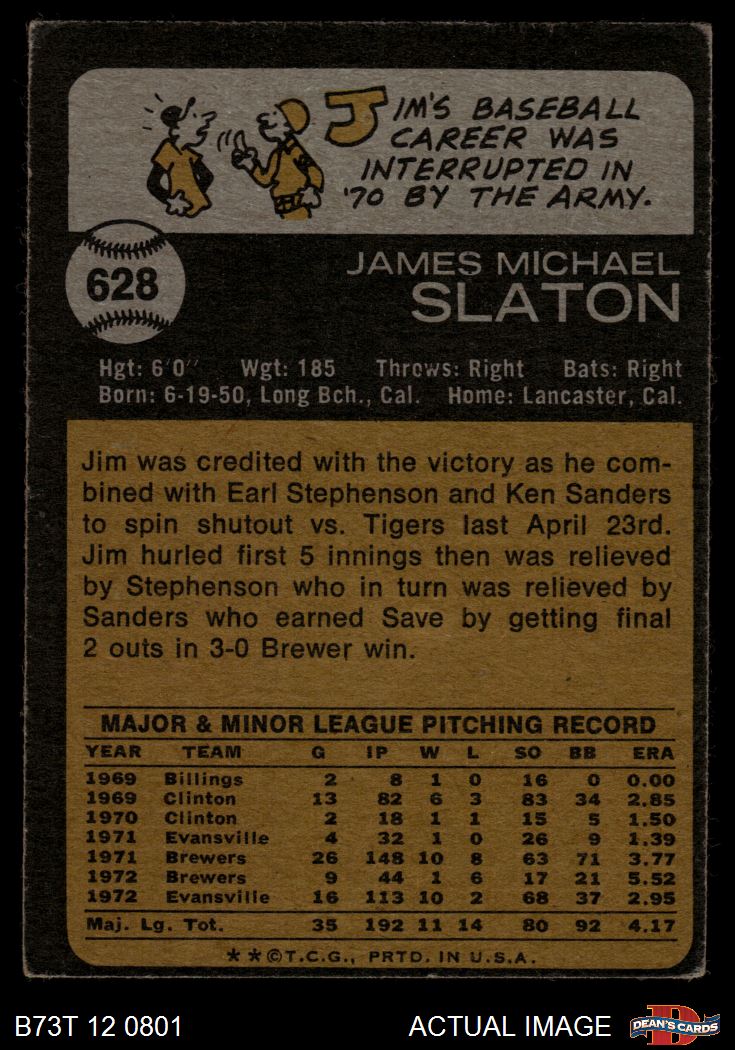 JIM'S BASEBALL
CAREER WAS
INTERRUPTED IN
'70 BY THE ARMY.
628
JAMES MICHAEL
SLATON
Hgt: 6'0" Wgt: 185 Throws: Right Bats: Right
Born: 6-19-50, Long Bch., Cal. Home: Lancaster, Cal.
Jim was credited with the victory as he com-
bined with Earl Stephenson and Ken Sanders
to spin shutout vs. Tigers last April 23rd.
Jim hurled first 5 innings then was relieved
by Stephenson who in turn was relieved by
Sanders who earned Save by getting final
2 outs in 3-0 Brewer win.
MAJOR & MINOR LEAGUE PITCHING RECORD
YEAR TEAM G IP W L SO BB ERA
1969 Billings 2 8 1 0 16 0 0.00
1969 Clinton 13 82 6 3 83 34 2.85
1970 Clinton 2 18 1 1 15 5 1.50
1971 Evansville 4 32 1 0 26 9 1.39
1971 Brewers 26 148 10 8 63 71 3.77
1972 Brewers 9 44 1 6 17 21 5.52
1972 Evansville 16 113 10 2 68 37 2.95
Maj. Lg. Tot. 35 192 11 14 80 92 4.17
**©T.C.G., PRTD. IN U.S.A.
B73T 12 0801 ACTUAL IMAGE
DEAN'S CARDS